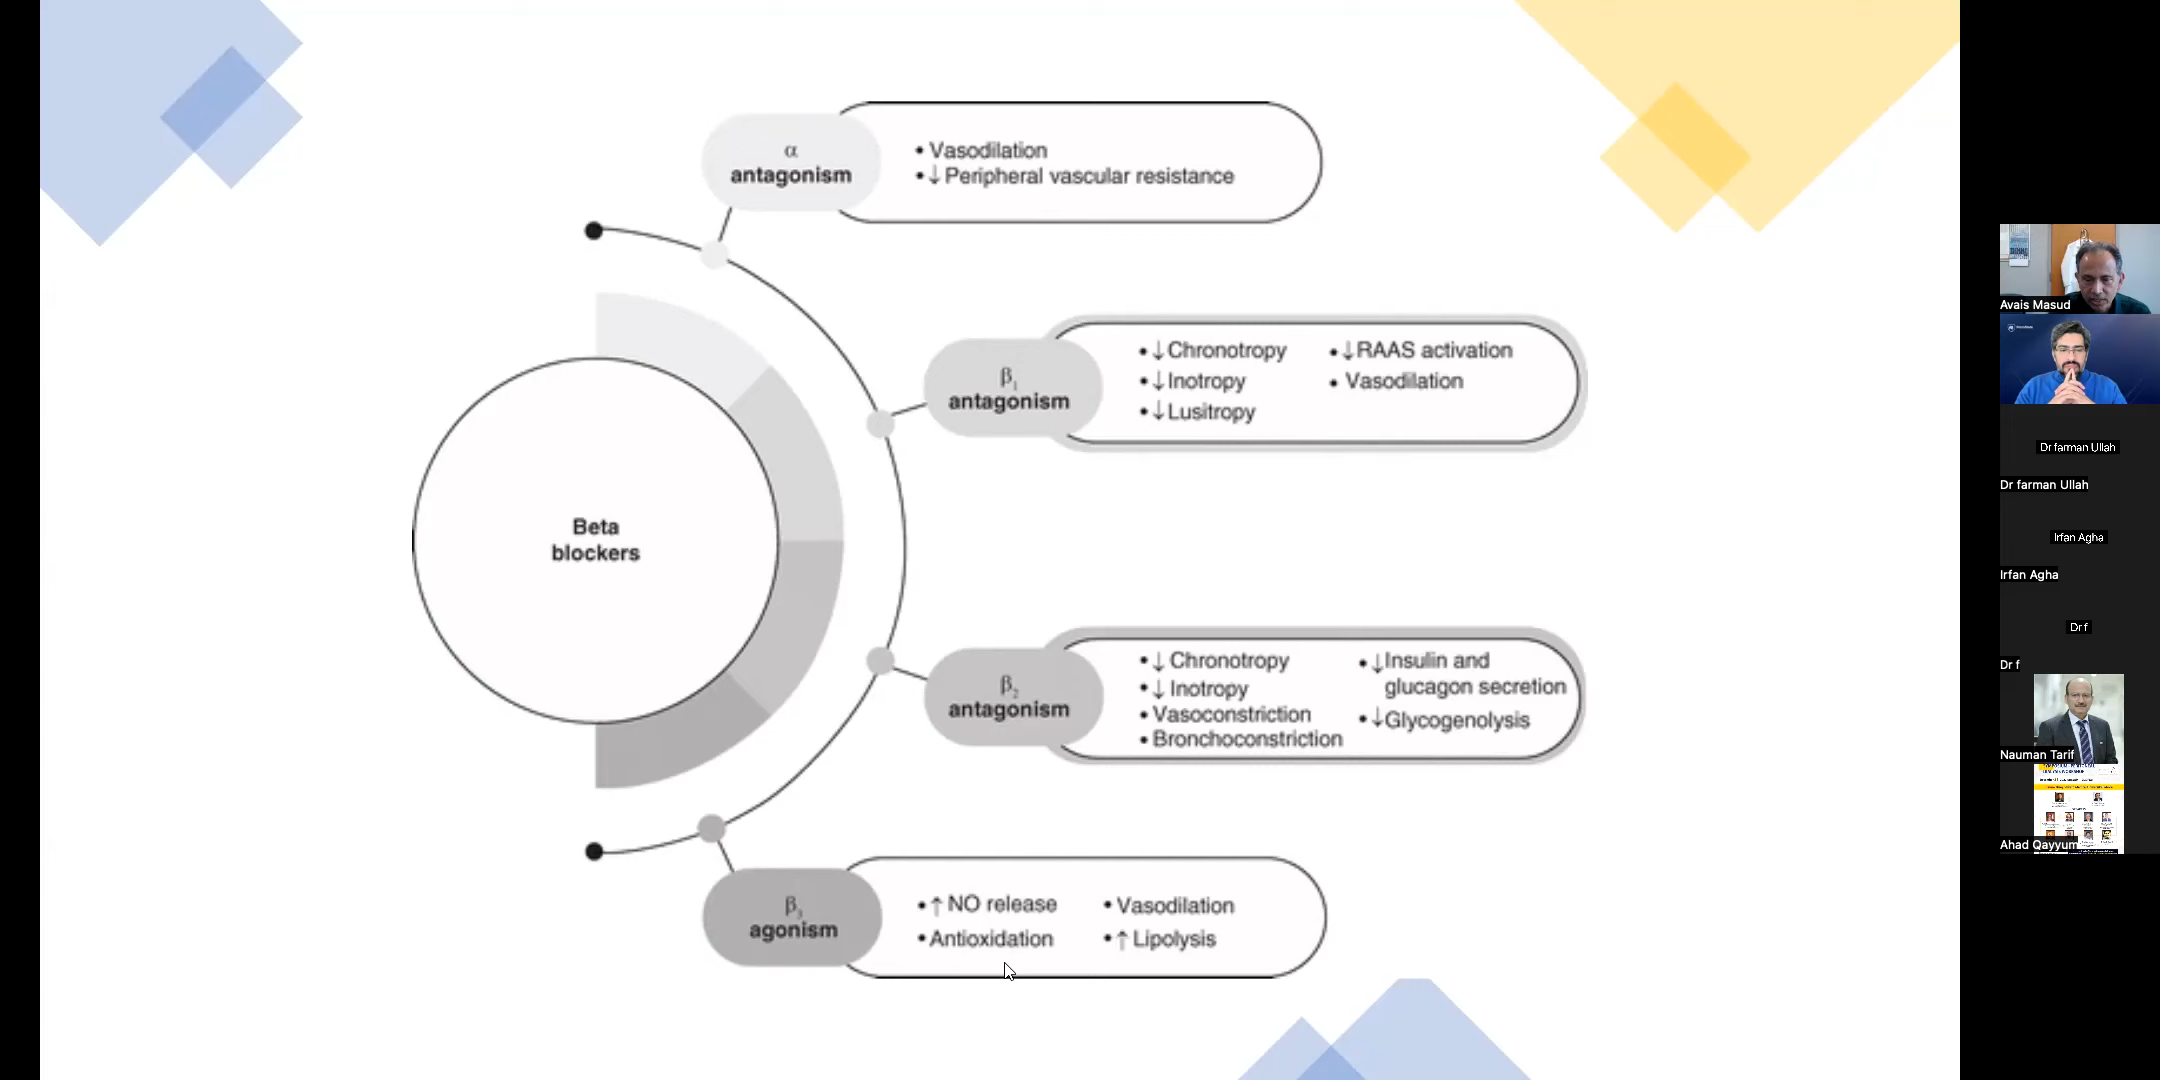 α
antagonism
• Vasodilation
• ↓ Peripheral vascular resistance
β₁
antagonism
• ↓ Chronotropy
• ↓ Inotropy
• ↓ Lusitropy
• ↓ RAAS activation
• Vasodilation
Beta
blockers
β₂
antagonism
• ↓ Chronotropy
• ↓ Inotropy
• Vasoconstriction
• Bronchoconstriction
• ↓ Insulin and
glucagon secretion
• ↓ Glycogenolysis
β₃
agonism
• ↑ NO release
• Antioxidation
• Vasodilation
• ↑ Lipolysis
Avais Masud
Dr farman Ullah
Dr farman Ullah
Irfan Agha
Irfan Agha
Dr f
Dr f
Nauman Tarif
Ahad Qayyum